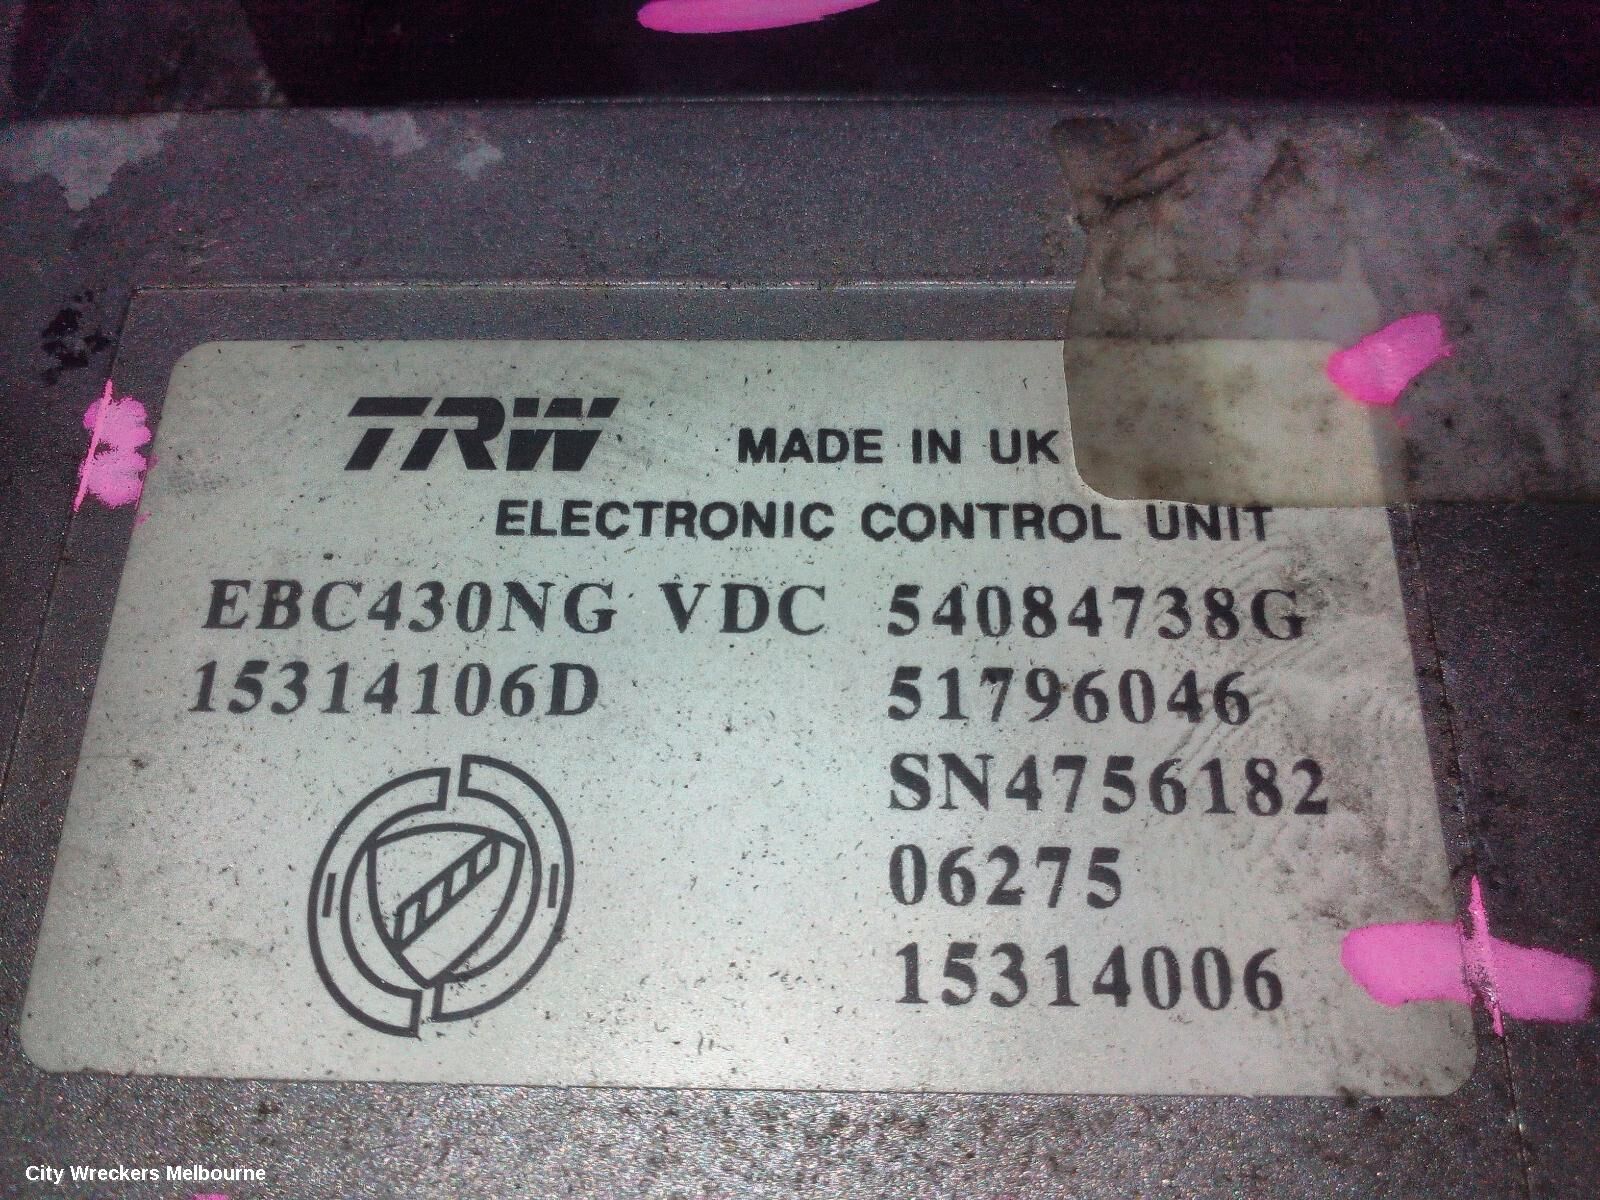 TRW MADE IN UK
ELECTRONIC CONTROL UNIT
EBC430NG VDC 54084738G
15314106D 51796046
SN4756182
06275
15314006
City Wreckers Melbourne